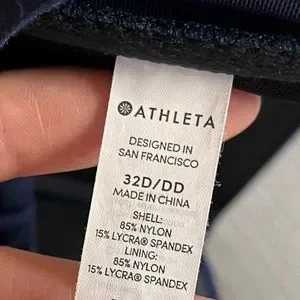 ATHLETA
DESIGNED IN
SAN FRANCISCO
32D/DD
MADE IN CHINA
SHELL:
85% NYLON
15% LYCRA® SPANDEX
LINING:
85% NYLON
15% LYCRA® SPANDEX